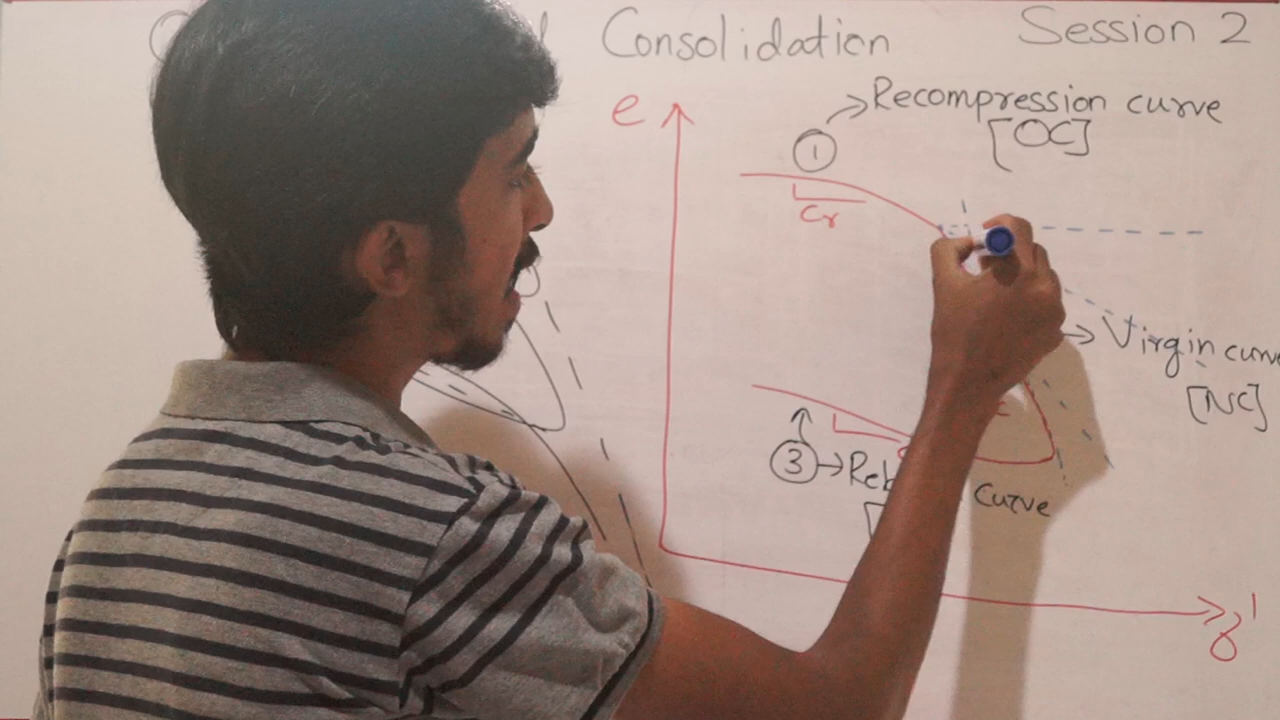 Consolidation Session 2
e
Recompression curve
[OC]
1
Cr
Virgin curve
[NC]
3
curve